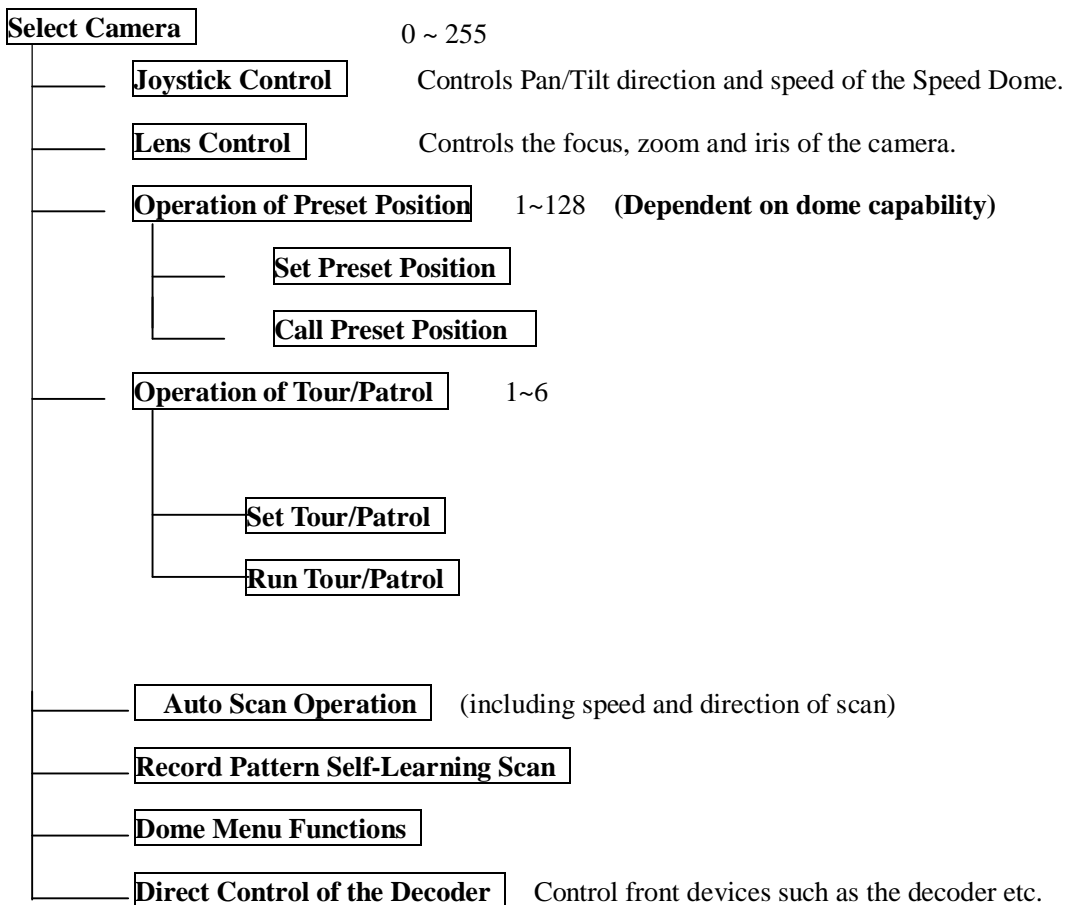 Select Camera 0 ~ 255
Joystick Control Controls Pan/Tilt direction and speed of the Speed Dome.
Lens Control Controls the focus, zoom and iris of the camera.
Operation of Preset Position 1~128 (Dependent on dome capability)
Set Preset Position
Call Preset Position
Operation of Tour/Patrol 1~6
Set Tour/Patrol
Run Tour/Patrol
Auto Scan Operation (including speed and direction of scan)
Record Pattern Self-Learning Scan
Dome Menu Functions
Direct Control of the Decoder Control front devices such as the decoder etc.